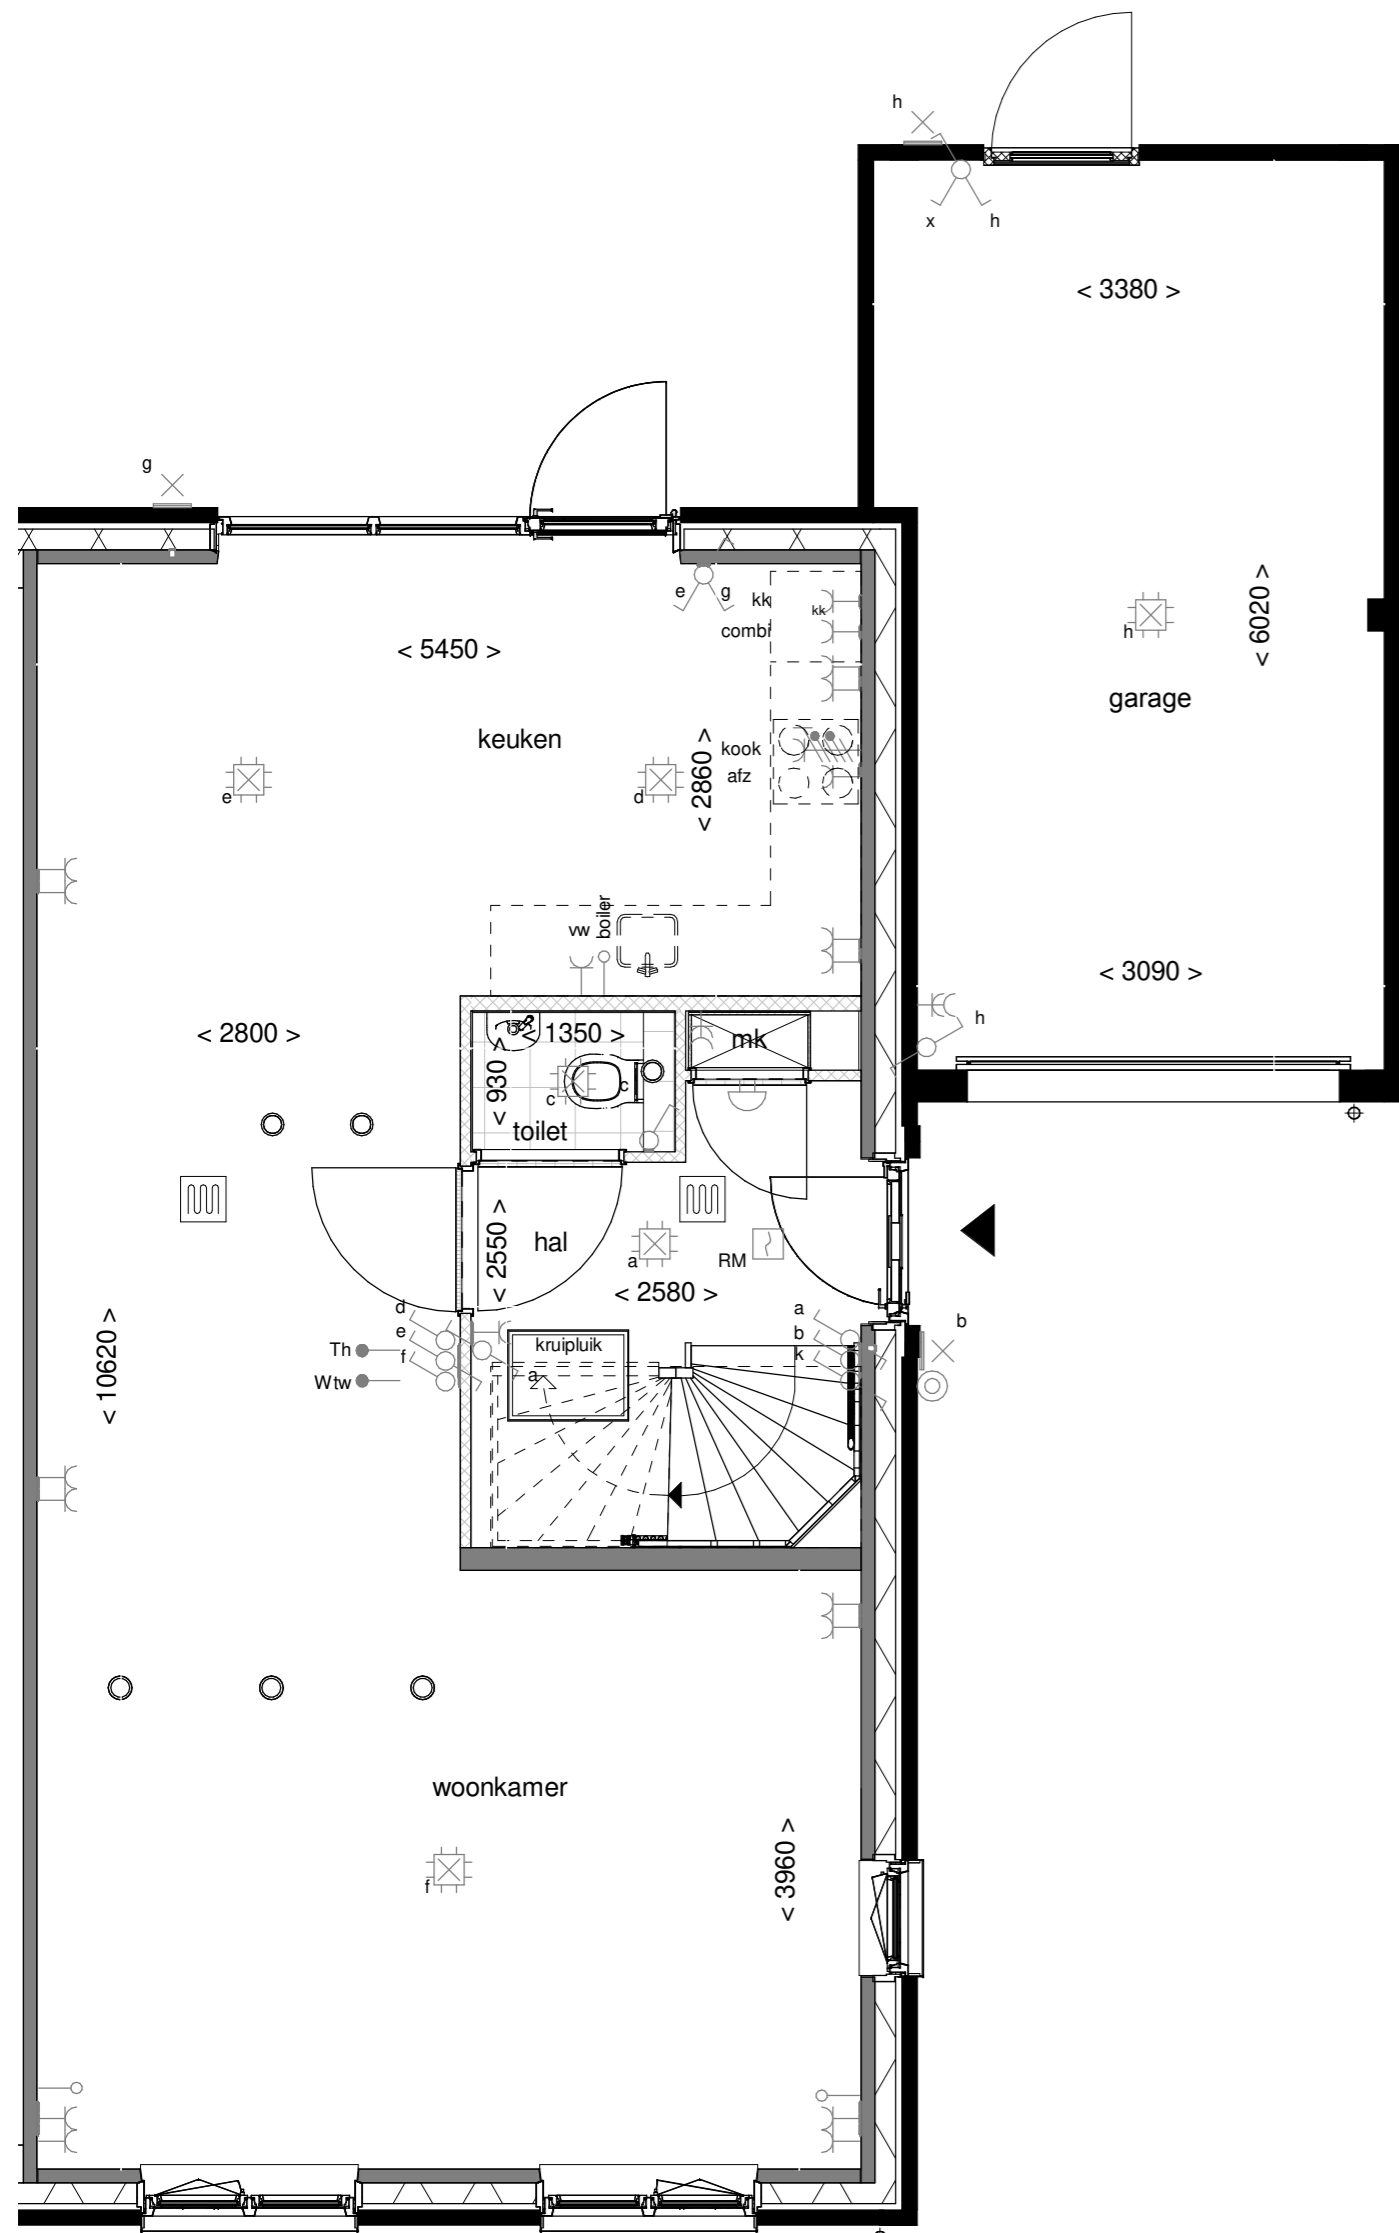 h
x h
< 3380 >
g
e g
kk
kk
combi
< 5450 >
< 6020 >
h
garage
keuken
< 2860 >
kook
afz
e
d
vw
boiler
< 3090 >
h
< 2800 >
< 1350 >
mk
< 930 >
c
c
toilet
< 2550 >
hal
a
RM
< 2580 >
d
e
f
Th
Wtw
kruipluik
a
a
b
k
b
< 10620 >
woonkamer
< 3960 >
f